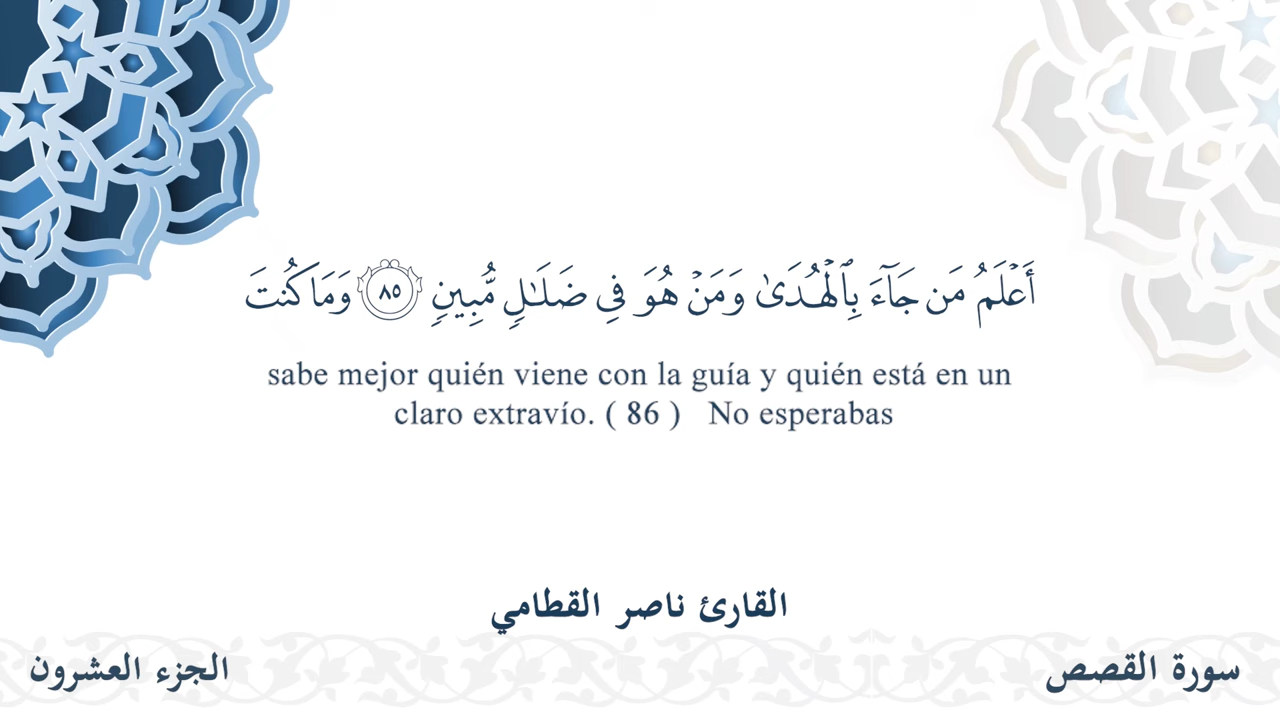 أَعْلَمُ مَن جَآءَ بِٱلْهُدَىٰ وَمَنْ هُوَ فِى ضَلَـٰلٍ مُّبِينٍ ٨٥ وَمَا كُنتَ
sabe mejor quién viene con la guía y quién está en un
claro extravío. ( 86 ) No esperabas
القارئ ناصر القطامي
سورة القصص
الجزء العشرون